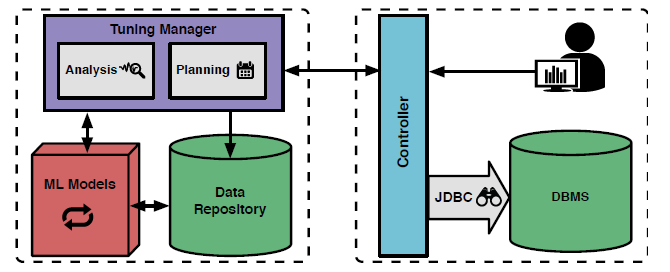 Tuning Manager
Analysis
Planning
ML Models
Data
Repository
Controller
JDBC
DBMS